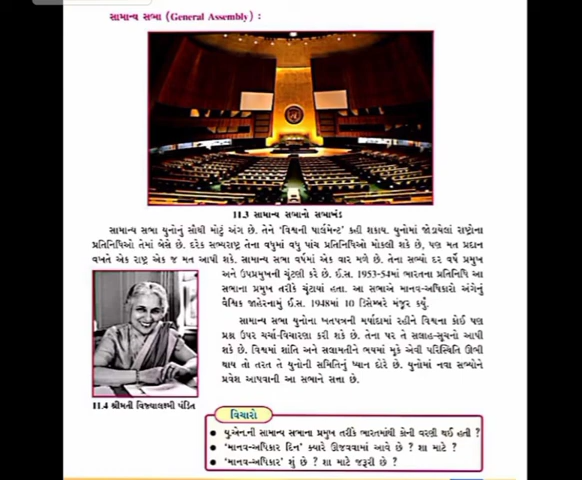 સામાન્ય સભા (General Assembly) :
11.3 સામાન્ય સભાનો સભાખંડ
સામાન્ય સભા યુનોનું સૌથી મોટું અંગ છે. તેને ‘વિશ્વની પાર્લમેન્ટ’ કહી શકાય. યુનોમાં જોડાયેલાં રાષ્ટ્રોના
પ્રતિનિધિઓ તેમાં બેસે છે. દરેક સભ્યરાષ્ટ્ર તેના વધુમાં વધુ પાંચ પ્રતિનિધિઓ મોકલી શકે છે, પણ મત પ્રદાન
વખતે એક રાષ્ટ્ર એક જ મત આપી શકે. સામાન્ય સભા વર્ષમાં એક વાર મળે છે. તેના સભ્યો દર વર્ષે પ્રમુખ
અને ઉપપ્રમુખની ચૂંટણી કરે છે. ઈ.સ. 1953-54માં ભારતના પ્રતિનિધિ આ
સભાના પ્રમુખ તરીકે ચૂંટાયાં હતા. આ સભાએ માનવ-અધિકારો અંગેનું
વૈશ્વિક જાહેરનામું ઈ.સ. 1948માં 10 ડિસેમ્બરે મંજૂર કર્યું.
સામાન્ય સભા યુનોના ખતપત્રની મર્યાદામાં રહીને વિશ્વના કોઈ પણ
પ્રશ્ન ઉપર ચર્ચા-વિચારણા કરી શકે છે. તેના પર તે સલાહ-સૂચનો આપી
શકે છે. વિશ્વમાં શાંતિ અને સલામતીને ભયમાં મૂકે એવી પરિસ્થિતિ ઊભી
થાય તો તરત તે યુનોની સમિતિનું ધ્યાન દોરે છે. યુનોમાં નવા સભ્યોને
પ્રવેશ આપવાની આ સભાને સત્તા છે.
11.4 શ્રીમતી વિજયાલક્ષ્મી પંડિત
વિચારો
• યુ.એન.ની સામાન્ય સભાના પ્રમુખ તરીકે ભારતમાંથી કોની વરણી થઈ હતી ?
• ‘માનવ-અધિકાર દિન’ ક્યારે ઊજવવામાં આવે છે ? શા માટે ?
• ‘માનવ-અધિકાર’ શું છે ? શા માટે જરૂરી છે ?